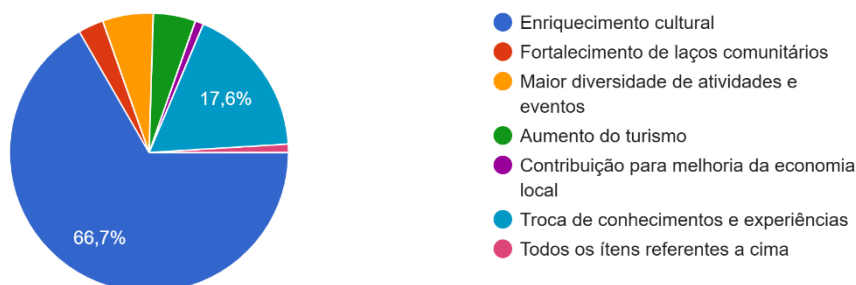 17,6%
66,7%
Enriquecimento cultural
Fortalecimento de laços comunitários
Maior diversidade de atividades e
eventos
Aumento do turismo
Contribuição para melhoria da economia
local
Troca de conhecimentos e experiências
Todos os ítens referentes a cima